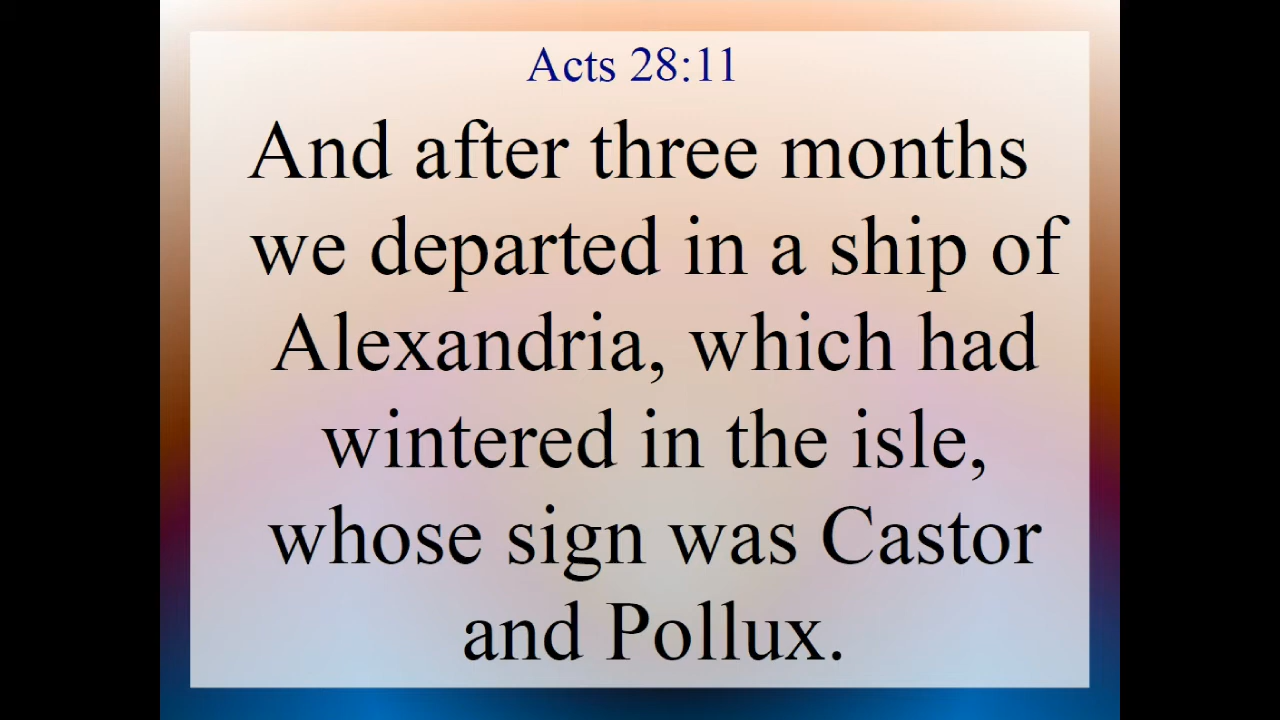 Acts 28:11
And after three months
we departed in a ship of
Alexandria, which had
wintered in the isle,
whose sign was Castor
and Pollux.